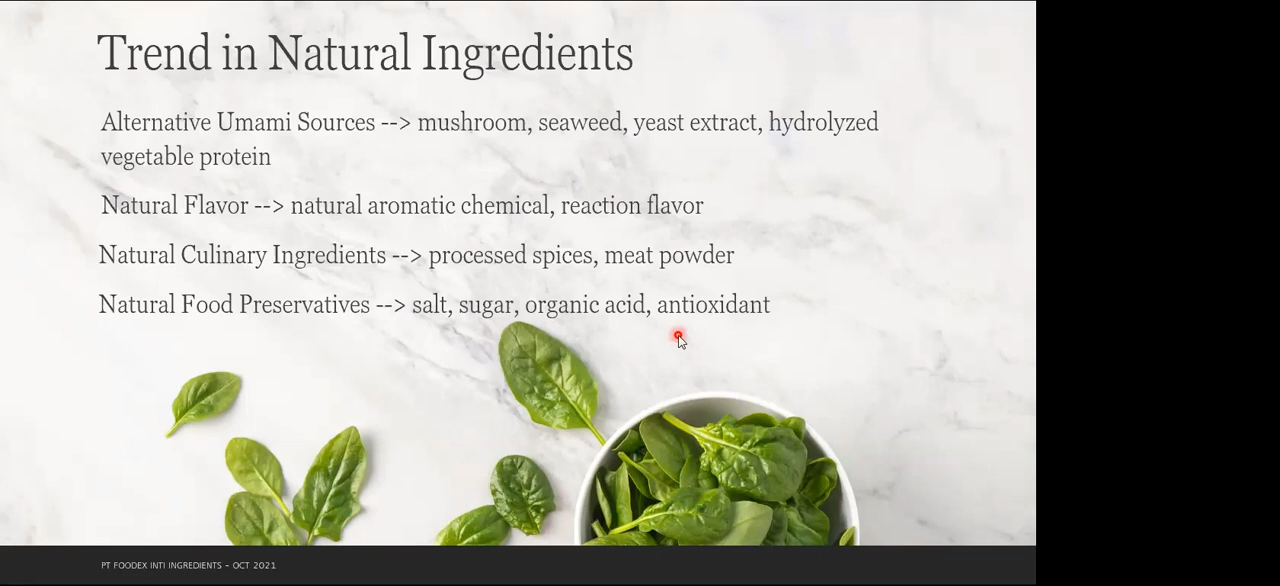 Trend in Natural Ingredients
Alternative Umami Sources --> mushroom, seaweed, yeast extract, hydrolyzed
vegetable protein
Natural Flavor --> natural aromatic chemical, reaction flavor
Natural Culinary Ingredients --> processed spices, meat powder
Natural Food Preservatives --> salt, sugar, organic acid, antioxidant
PT FOODEX INTI INGREDIENTS – OCT 2021